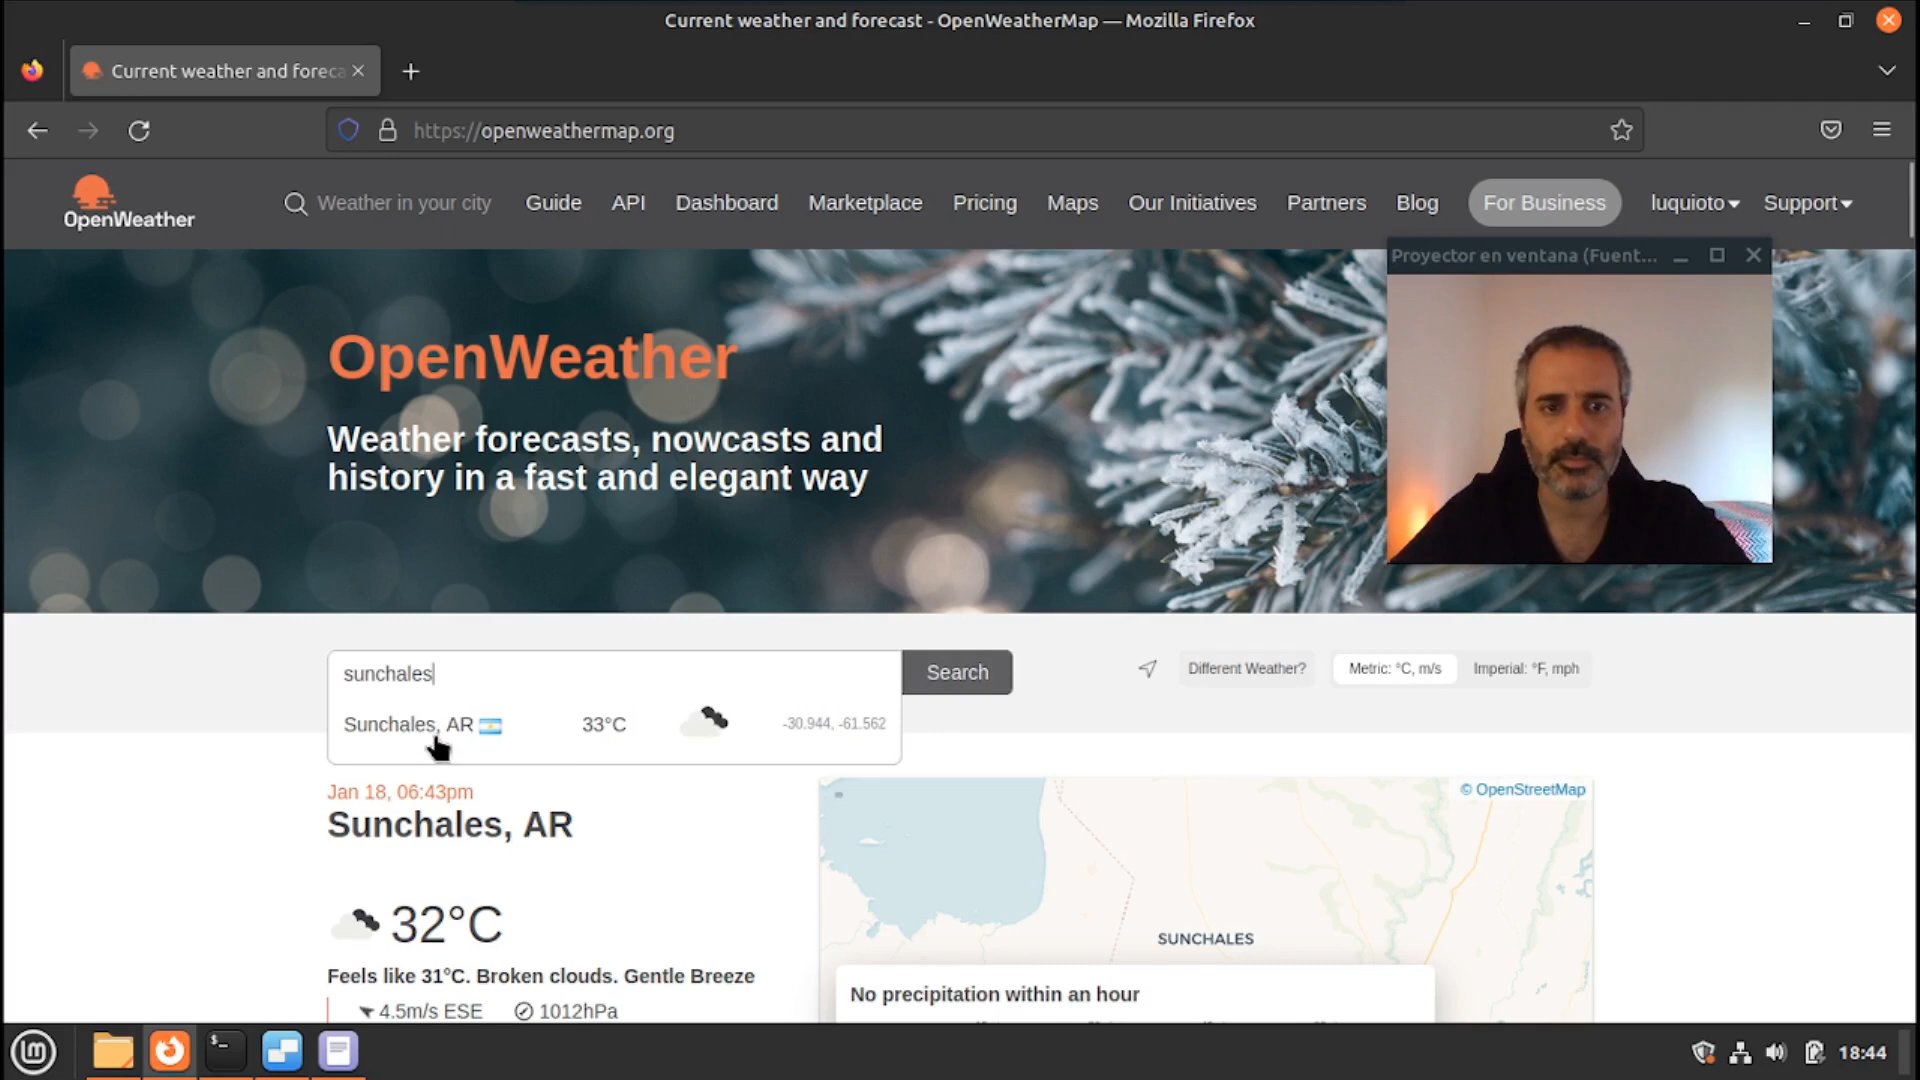 Current weather and forecast - OpenWeatherMap — Mozilla Firefox
Current weather and foreca
https://openweathermap.org
OpenWeather
Weather in your city
Guide
API
Dashboard
Marketplace
Pricing
Maps
Our Initiatives
Partners
Blog
For Business
luquioto
Support
Proyector en ventana (Fuent...
OpenWeather
Weather forecasts, nowcasts and
history in a fast and elegant way
sunchales
Search
Different Weather?
Metric: °C, m/s
Imperial: °F, mph
Sunchales, AR
33°C
-30.944, -61.562
Jan 18, 06:43pm
Sunchales, AR
© OpenStreetMap
32°C
SUNCHALES
Feels like 31°C. Broken clouds. Gentle Breeze
No precipitation within an hour
4.5m/s ESE
1012hPa
18:44